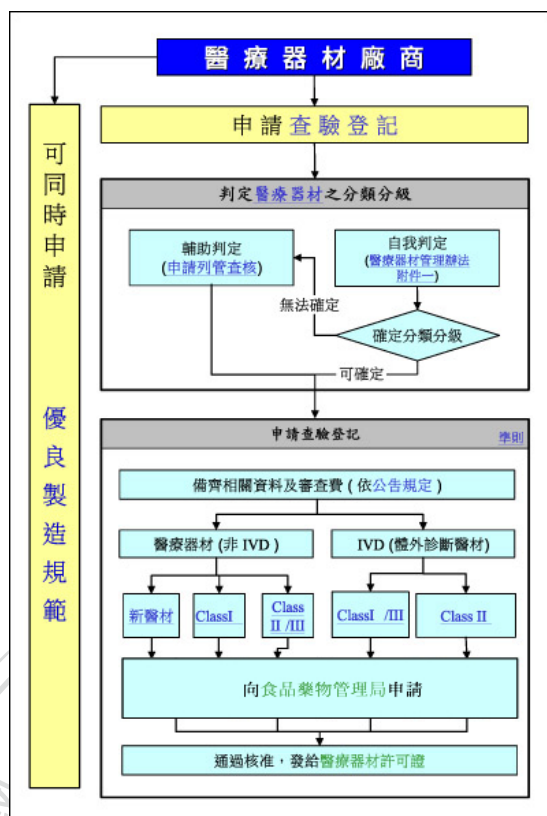 醫療器材廠商
可同時申請 優良製造規範
申請查驗登記
判定醫療器材之分類分級
輔助判定
(申請列管查核)
自我判定
(醫療器材管理辦法
附件一)
無法確定
確定分類分級
可確定
申請查驗登記
準則
備齊相關資料及審查費 ( 依公告規定 )
醫療器材 (非 IVD )
IVD (體外診斷醫材)
新醫材
ClassI
Class
II /III
ClassI /III
Class II
向食品藥物管理局申請
通過核准，發給醫療器材許可證